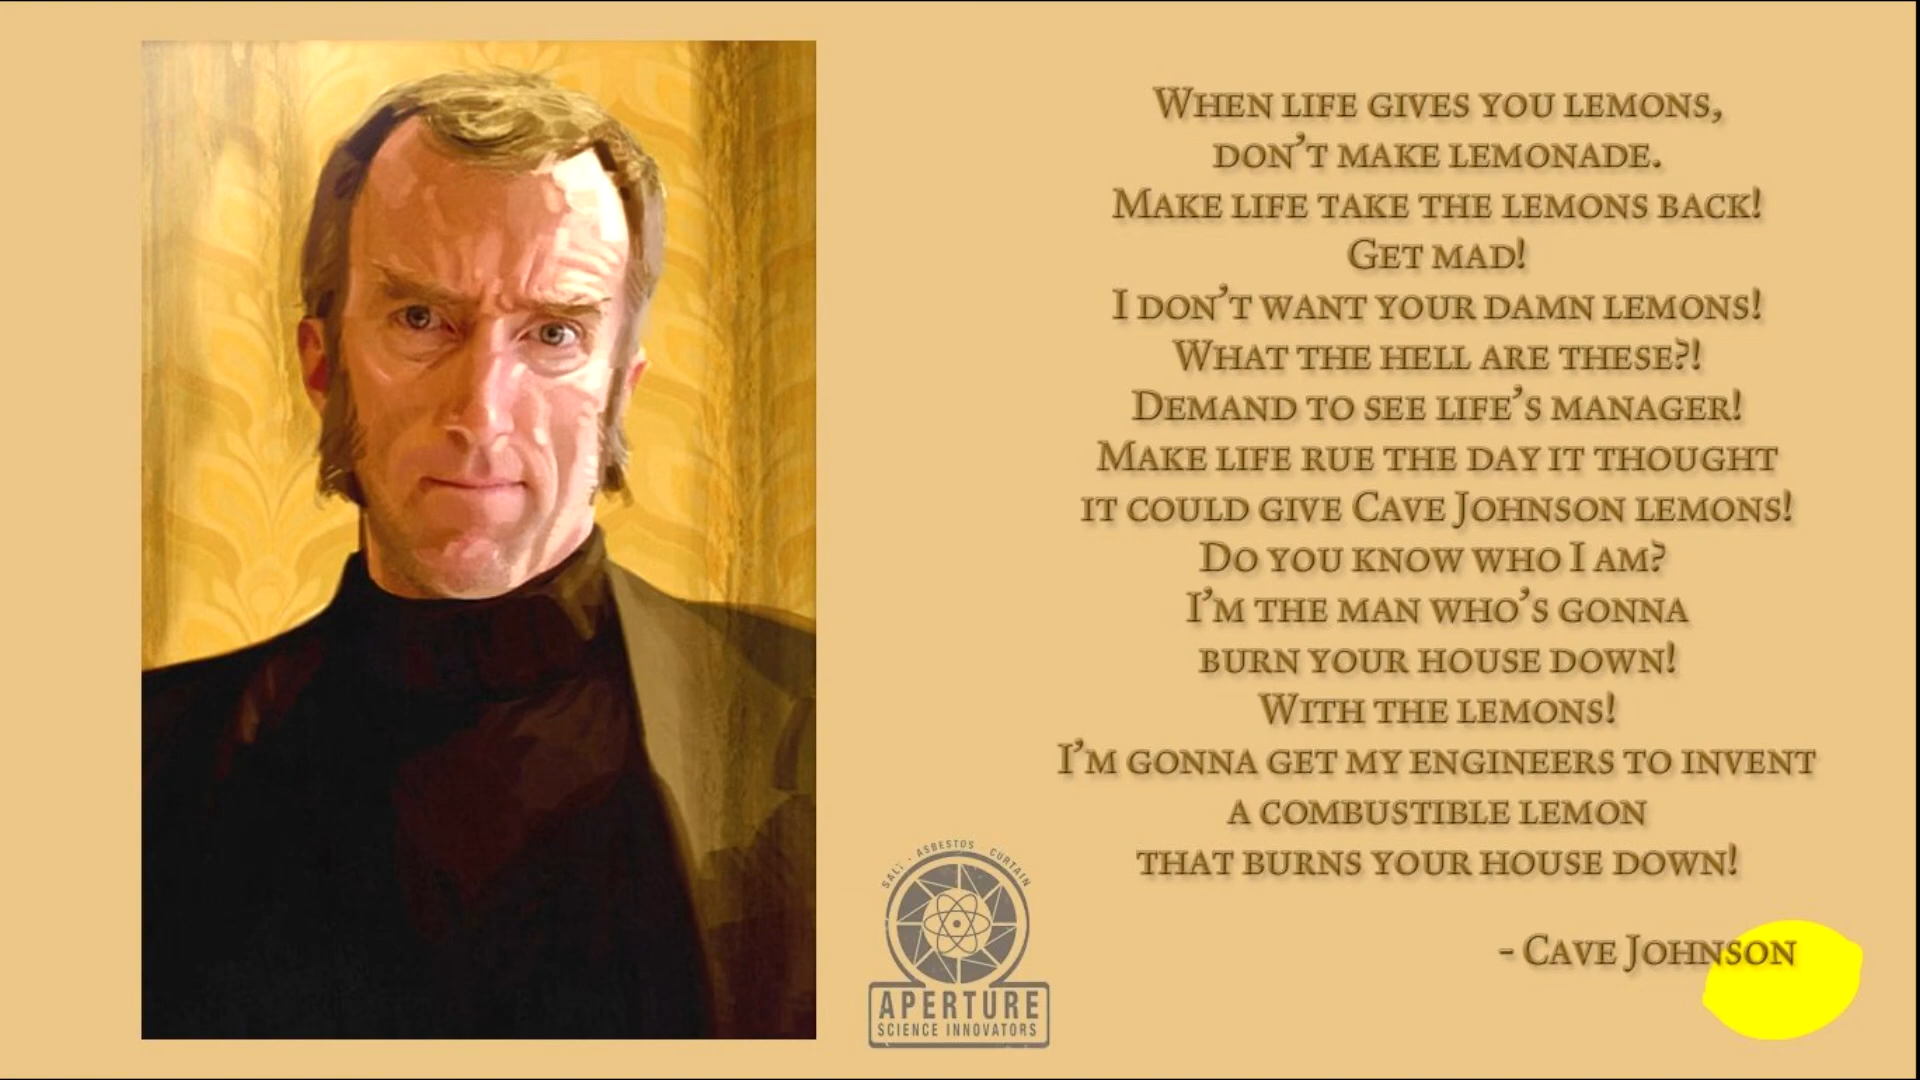 When life gives you lemons,
don't make lemonade.
Make life take the lemons back!
Get mad!
I don't want your damn lemons!
What the hell are these?!
Demand to see life's manager!
Make life rue the day it thought
it could give Cave Johnson lemons!
Do you know who I am?
I'm the man who's gonna
burn your house down!
With the lemons!
I'm gonna get my engineers to invent
a combustible lemon
that burns your house down!
- Cave Johnson
SALT · ASBESTOS · CURTAIN
APERTURE
SCIENCE INNOVATORS